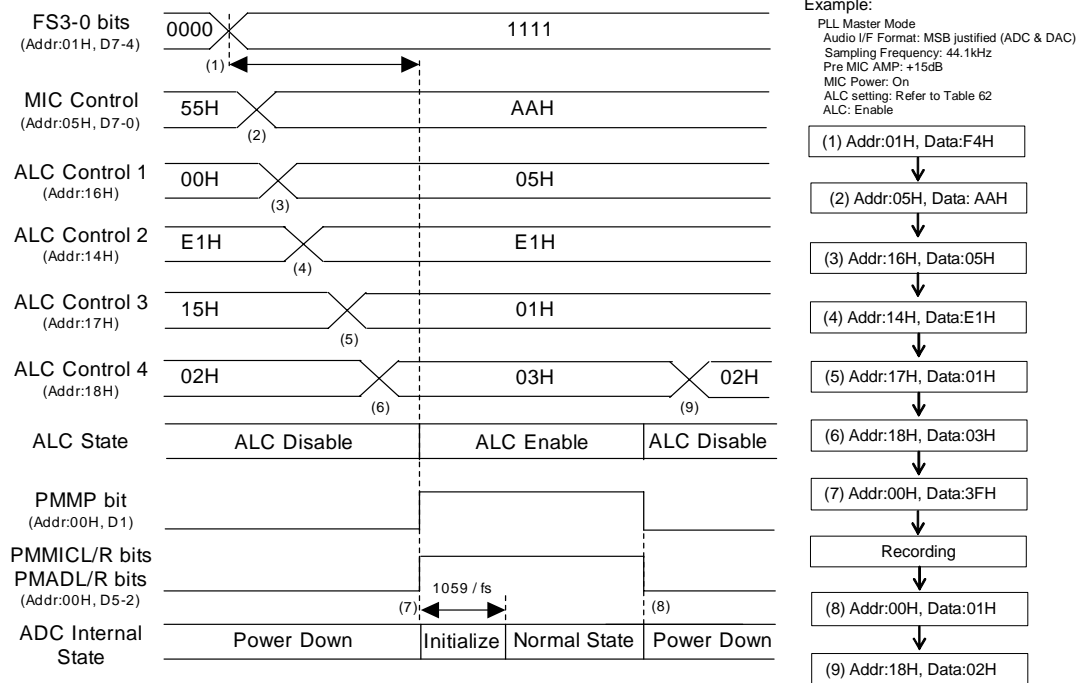 FS3-0 bits
(Addr:01H, D7-4)
0000
1111
(1)
MIC Control
(Addr:05H, D7-0)
55H
AAH
(2)
ALC Control 1
(Addr:16H)
00H
05H
(3)
ALC Control 2
(Addr:14H)
E1H
E1H
(4)
ALC Control 3
(Addr:17H)
15H
01H
(5)
ALC Control 4
(Addr:18H)
02H
03H
02H
(6)
(9)
ALC State
ALC Disable
ALC Enable
ALC Disable
PMMP bit
(Addr:00H, D1)
PMMICL/R bits
PMADL/R bits
(Addr:00H, D5-2)
1059 / fs
(7)
(8)
ADC Internal
State
Power Down
Initialize
Normal State
Power Down
Example:
PLL Master Mode
Audio I/F Format: MSB justified (ADC & DAC)
Sampling Frequency: 44.1kHz
Pre MIC AMP: +15dB
MIC Power: On
ALC setting: Refer to Table 62
ALC: Enable
(1) Addr:01H, Data:F4H
(2) Addr:05H, Data: AAH
(3) Addr:16H, Data:05H
(4) Addr:14H, Data:E1H
(5) Addr:17H, Data:01H
(6) Addr:18H, Data:03H
(7) Addr:00H, Data:3FH
Recording
(8) Addr:00H, Data:01H
(9) Addr:18H, Data:02H